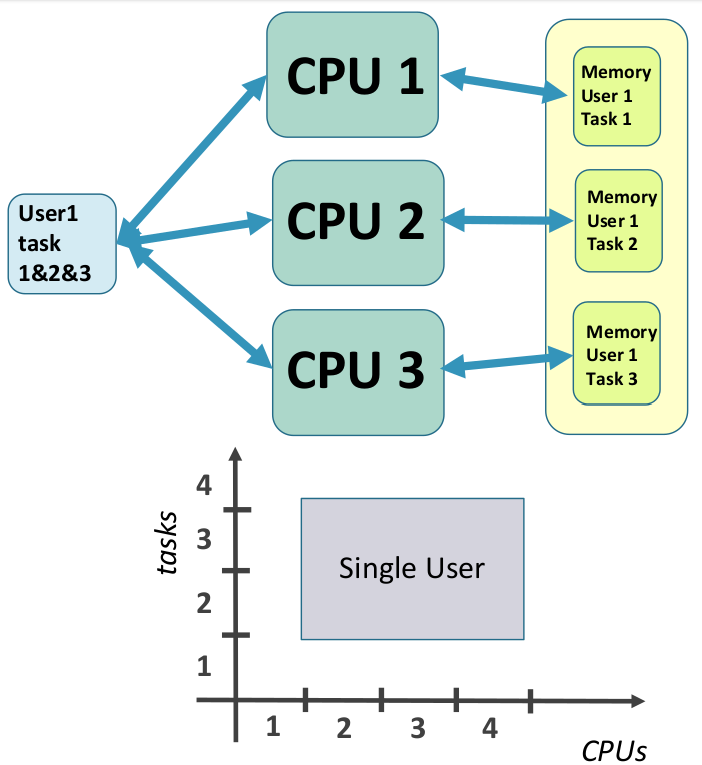 CPU 1
Memory
User 1
Task 1
User1
task
1&2&3
CPU 2
Memory
User 1
Task 2
CPU 3
Memory
User 1
Task 3
tasks
4
3
2
1
Single User
1 2 3 4
CPUs